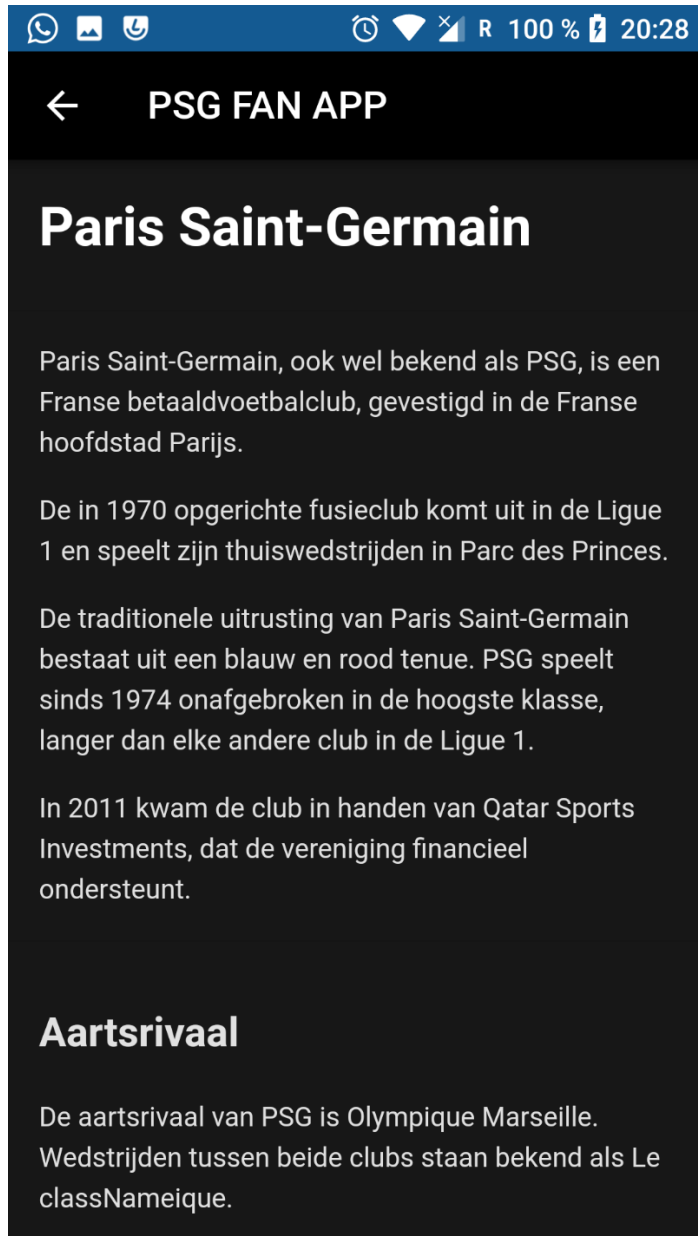 R 100 % 20:28
PSG FAN APP
Paris Saint-Germain
Paris Saint-Germain, ook wel bekend als PSG, is een
Franse betaaldvoetbalclub, gevestigd in de Franse
hoofdstad Parijs.
De in 1970 opgerichte fusieclub komt uit in de Ligue
1 en speelt zijn thuiswedstrijden in Parc des Princes.
De traditionele uitrusting van Paris Saint-Germain
bestaat uit een blauw en rood tenue. PSG speelt
sinds 1974 onafgebroken in de hoogste klasse,
langer dan elke andere club in de Ligue 1.
In 2011 kwam de club in handen van Qatar Sports
Investments, dat de vereniging financieel
ondersteunt.
Aartsrivaal
De aartsrivaal van PSG is Olympique Marseille.
Wedstrijden tussen beide clubs staan bekend als Le
classNameique.